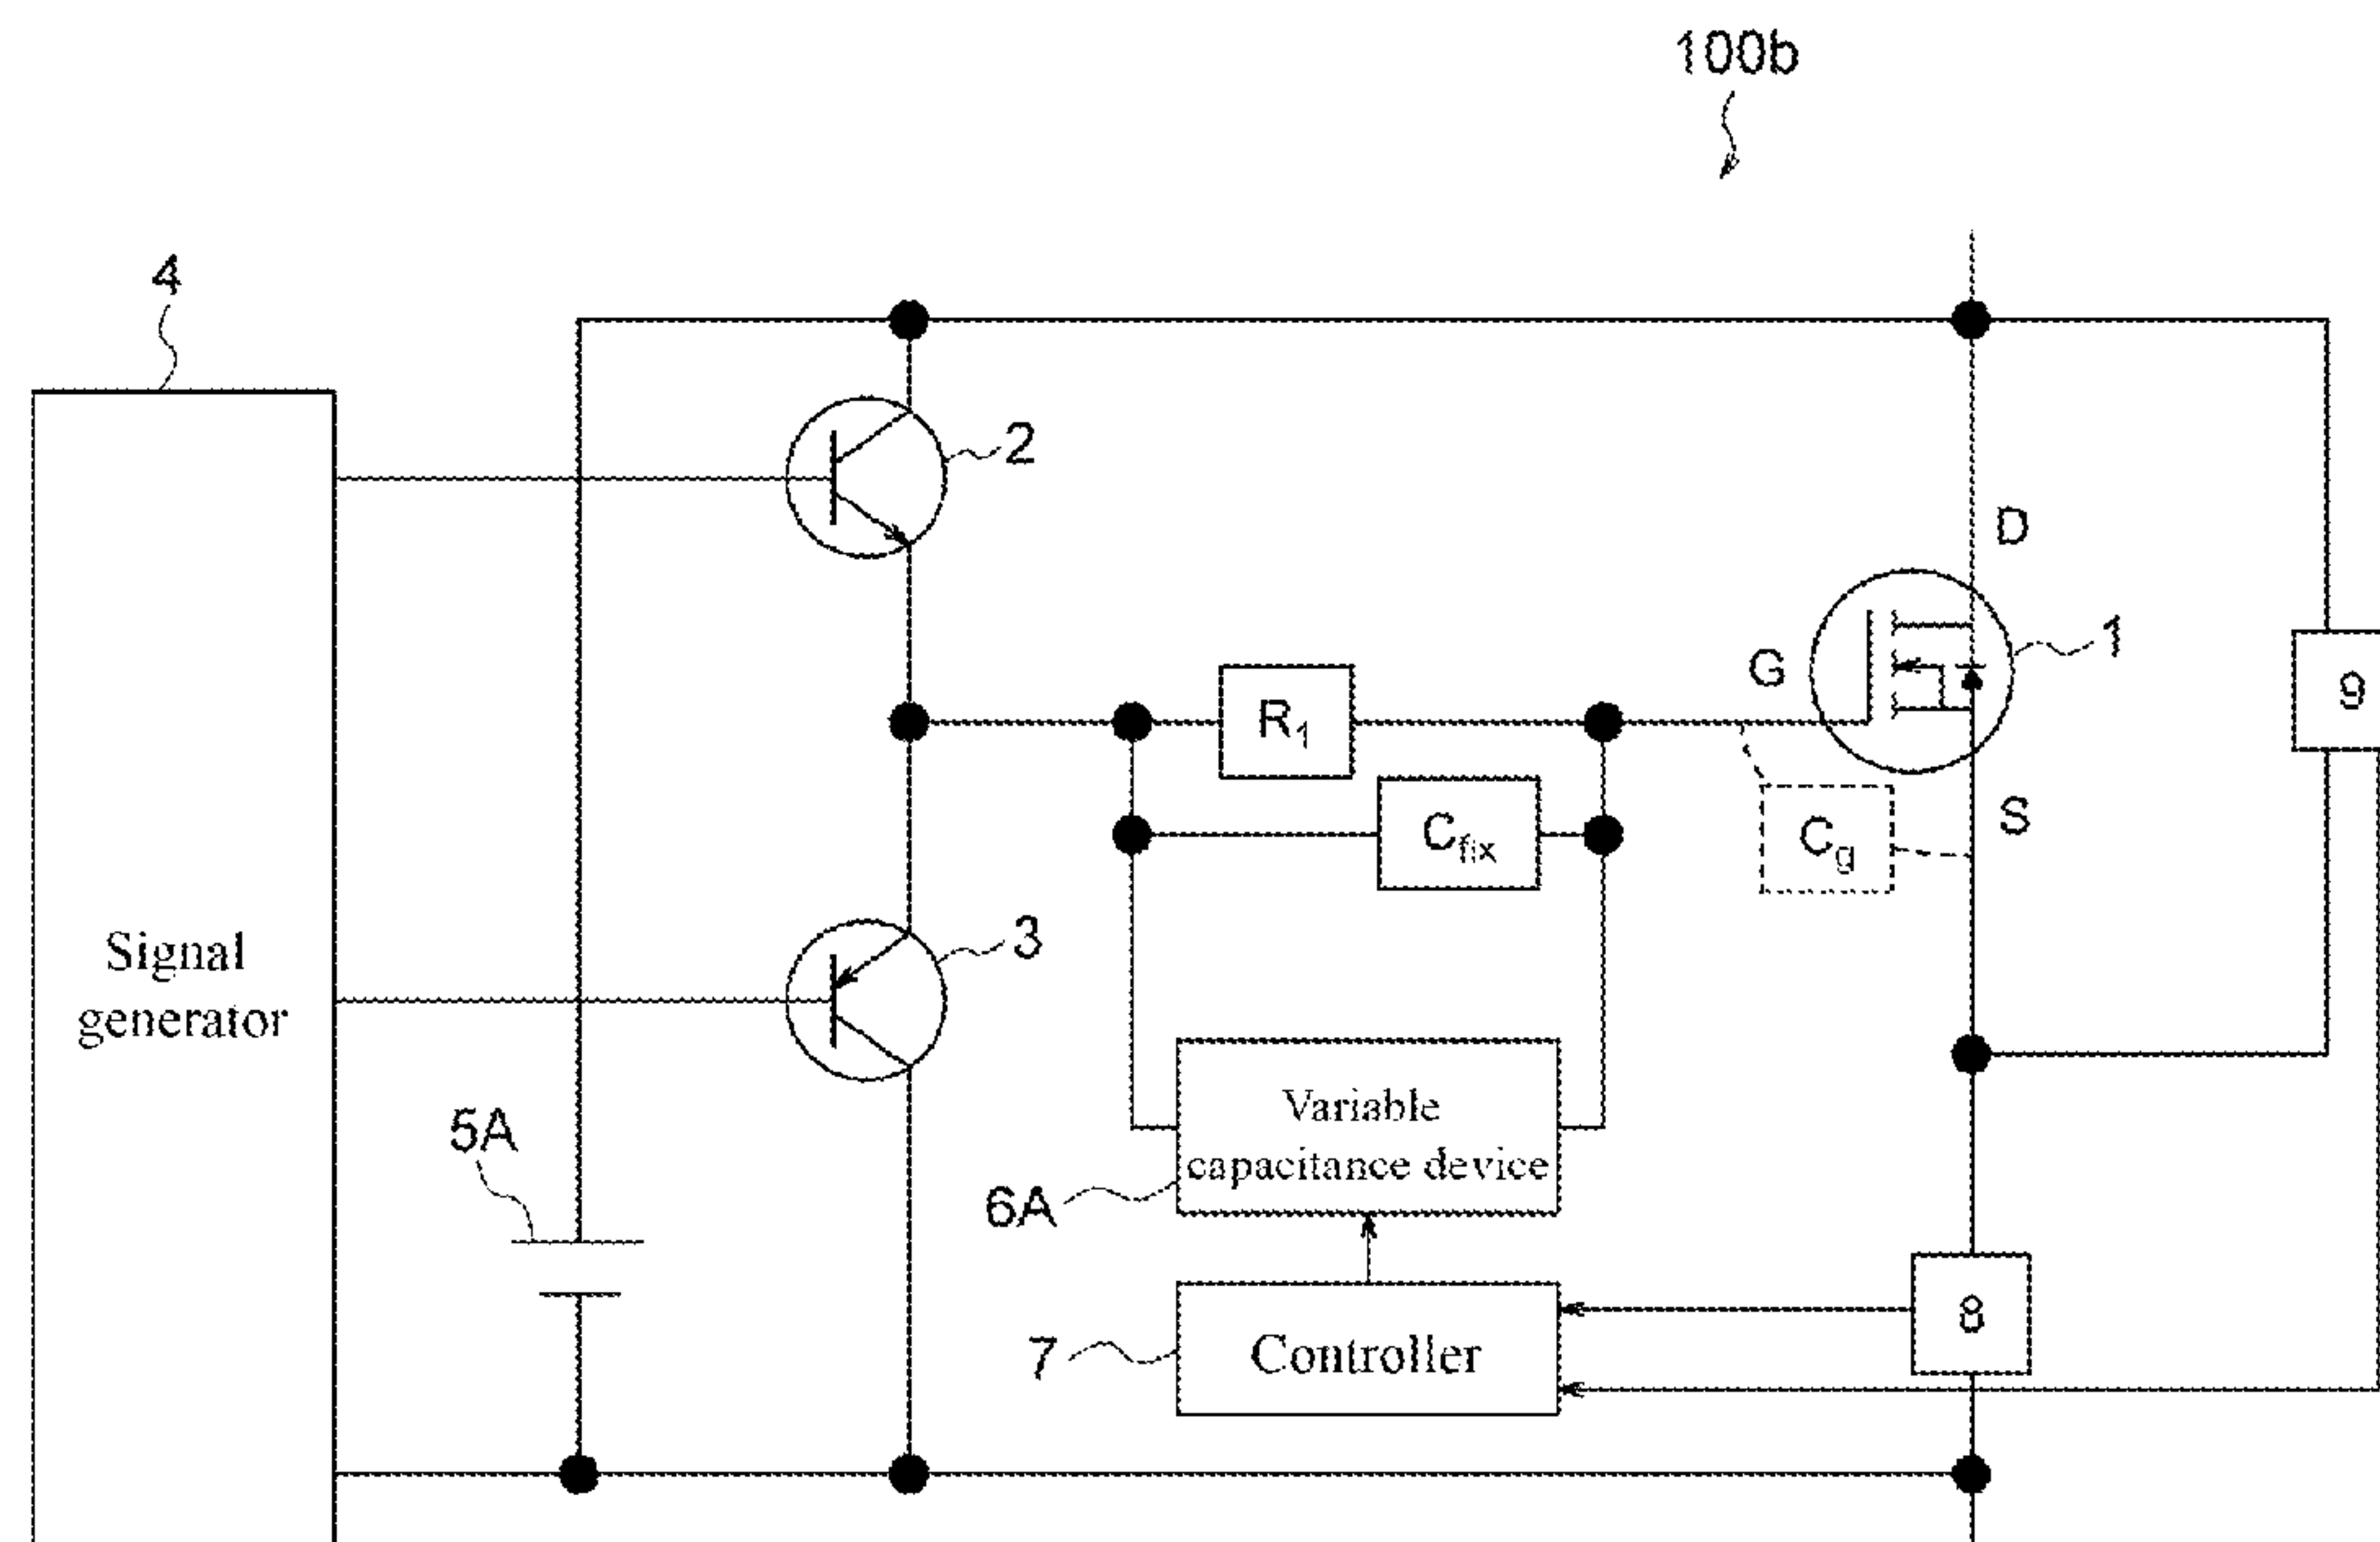 100b
4
2
D
1
G
9
R1
Cfix
Cg
S
3
Signal
generator
5A
Variable
capacitance device
6A
8
7
Controller